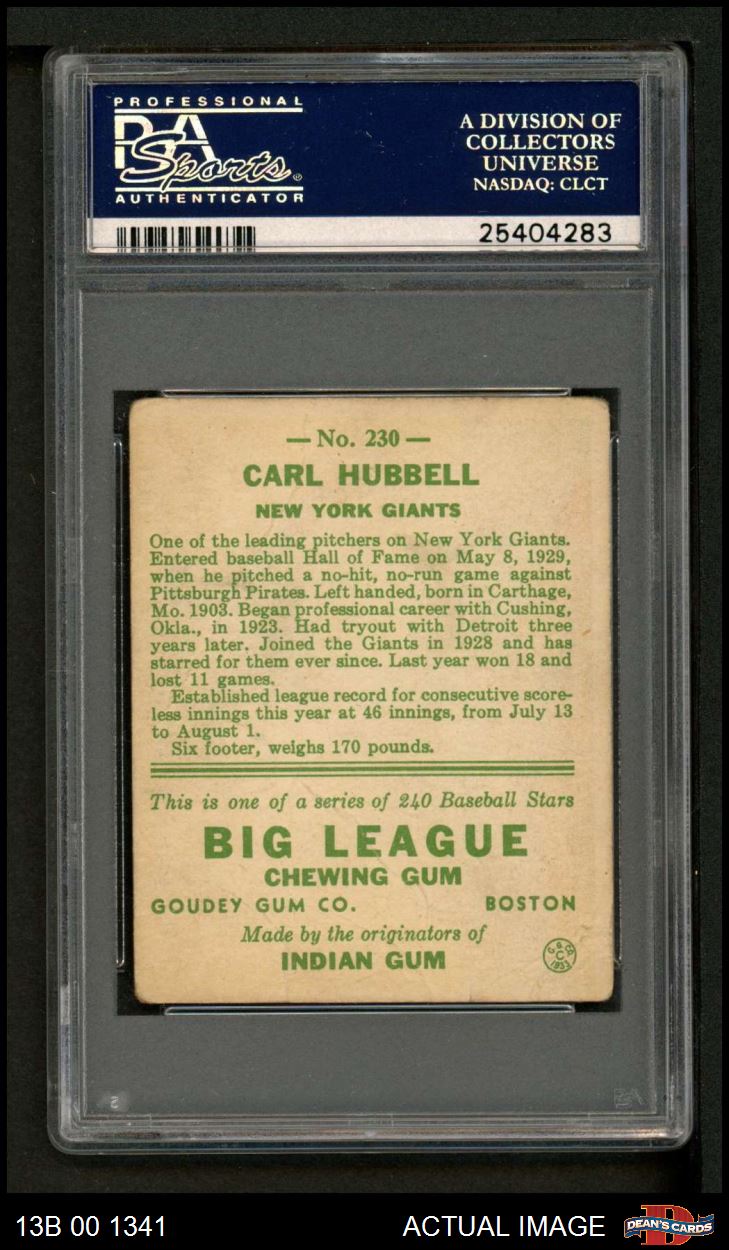 PROFESSIONAL
PSA
Sports®
AUTHENTICATOR
A DIVISION OF
COLLECTORS
UNIVERSE
NASDAQ: CLCT
25404283
— No. 230 —
CARL HUBBELL
NEW YORK GIANTS
One of the leading pitchers on New York Giants.
Entered baseball Hall of Fame on May 8, 1929,
when he pitched a no-hit, no-run game against
Pittsburgh Pirates. Left handed, born in Carthage,
Mo. 1903. Began professional career with Cushing,
Okla., in 1923. Had tryout with Detroit three
years later. Joined the Giants in 1928 and has
starred for them ever since. Last year won 18 and
lost 11 games.
Established league record for consecutive score-
less innings this year at 46 innings, from July 13
to August 1.
Six footer, weighs 170 pounds.
This is one of a series of 240 Baseball Stars
BIG LEAGUE
CHEWING GUM
GOUDEY GUM CO. BOSTON
Made by the originators of
INDIAN GUM
G. G. CO.
C
1933
13B 00 1341
ACTUAL IMAGE
DEAN'S CARDS